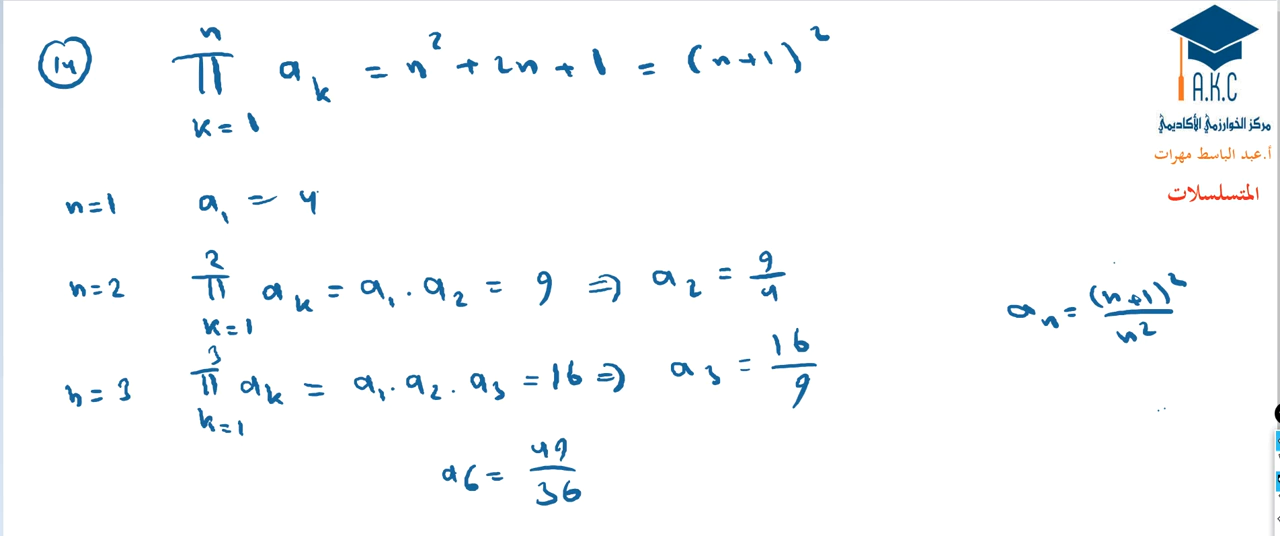 14
n
∏ a_k = n² + 2n + 1 = (n+1)²
k=1
A.K.C
مركز الخوارزمي الأكاديمي
أ.عبد الباسط مهرات
المتسلسلات
n=1 a₁ = 4
2
n=2 ∏ a_k = a₁ . a₂ = 9 ⇒ a₂ = 9/4
k=1
a_n = (n+1)²/n²
3
n=3 ∏ a_k = a₁ . a₂ . a₃ = 16 ⇒ a₃ = 16/9
k=1
a6 = 49/36